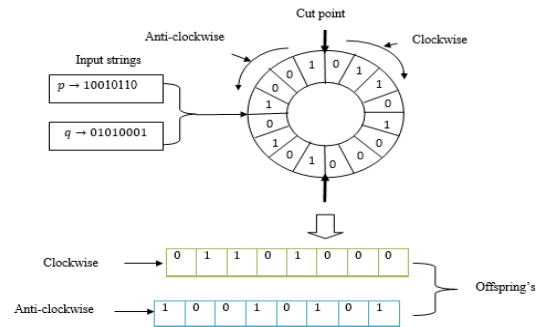 Cut point
Anti-clockwise
Clockwise
Input strings
p → 10010110
q → 01010001
1 0
0 1
0 1
1 0
0 1
1 0
0 0
1 0
Clockwise
0 1 1 0 1 0 0 0
Offspring's
Anti-clockwise
1 0 0 1 0 1 0 1